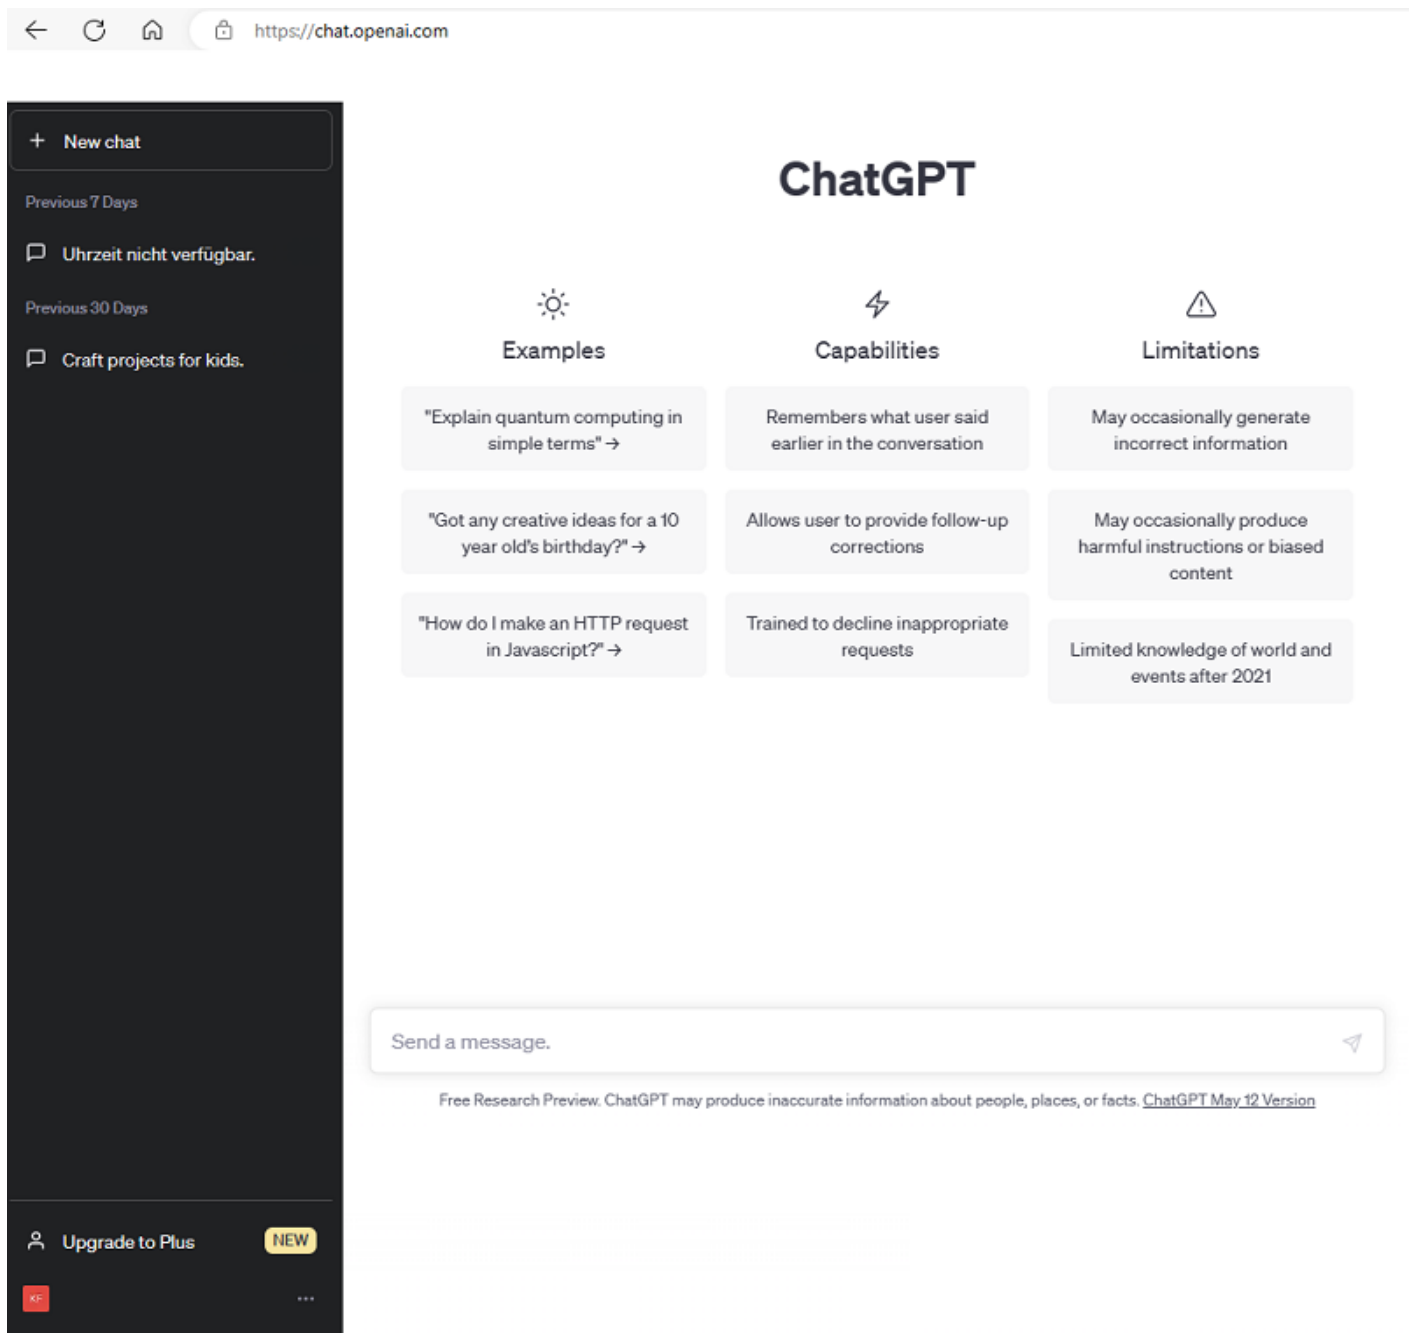 https://chat.openai.com
+ New chat
Previous 7 Days
Uhrzeit nicht verfügbar.
Previous 30 Days
Craft projects for kids.
Upgrade to Plus NEW
KF
ChatGPT
Examples
"Explain quantum computing in
simple terms" →
"Got any creative ideas for a 10
year old's birthday?" →
"How do I make an HTTP request
in Javascript?" →
Capabilities
Remembers what user said
earlier in the conversation
Allows user to provide follow-up
corrections
Trained to decline inappropriate
requests
Limitations
May occasionally generate
incorrect information
May occasionally produce
harmful instructions or biased
content
Limited knowledge of world and
events after 2021
Send a message.
Free Research Preview. ChatGPT may produce inaccurate information about people, places, or facts. ChatGPT May 12 Version